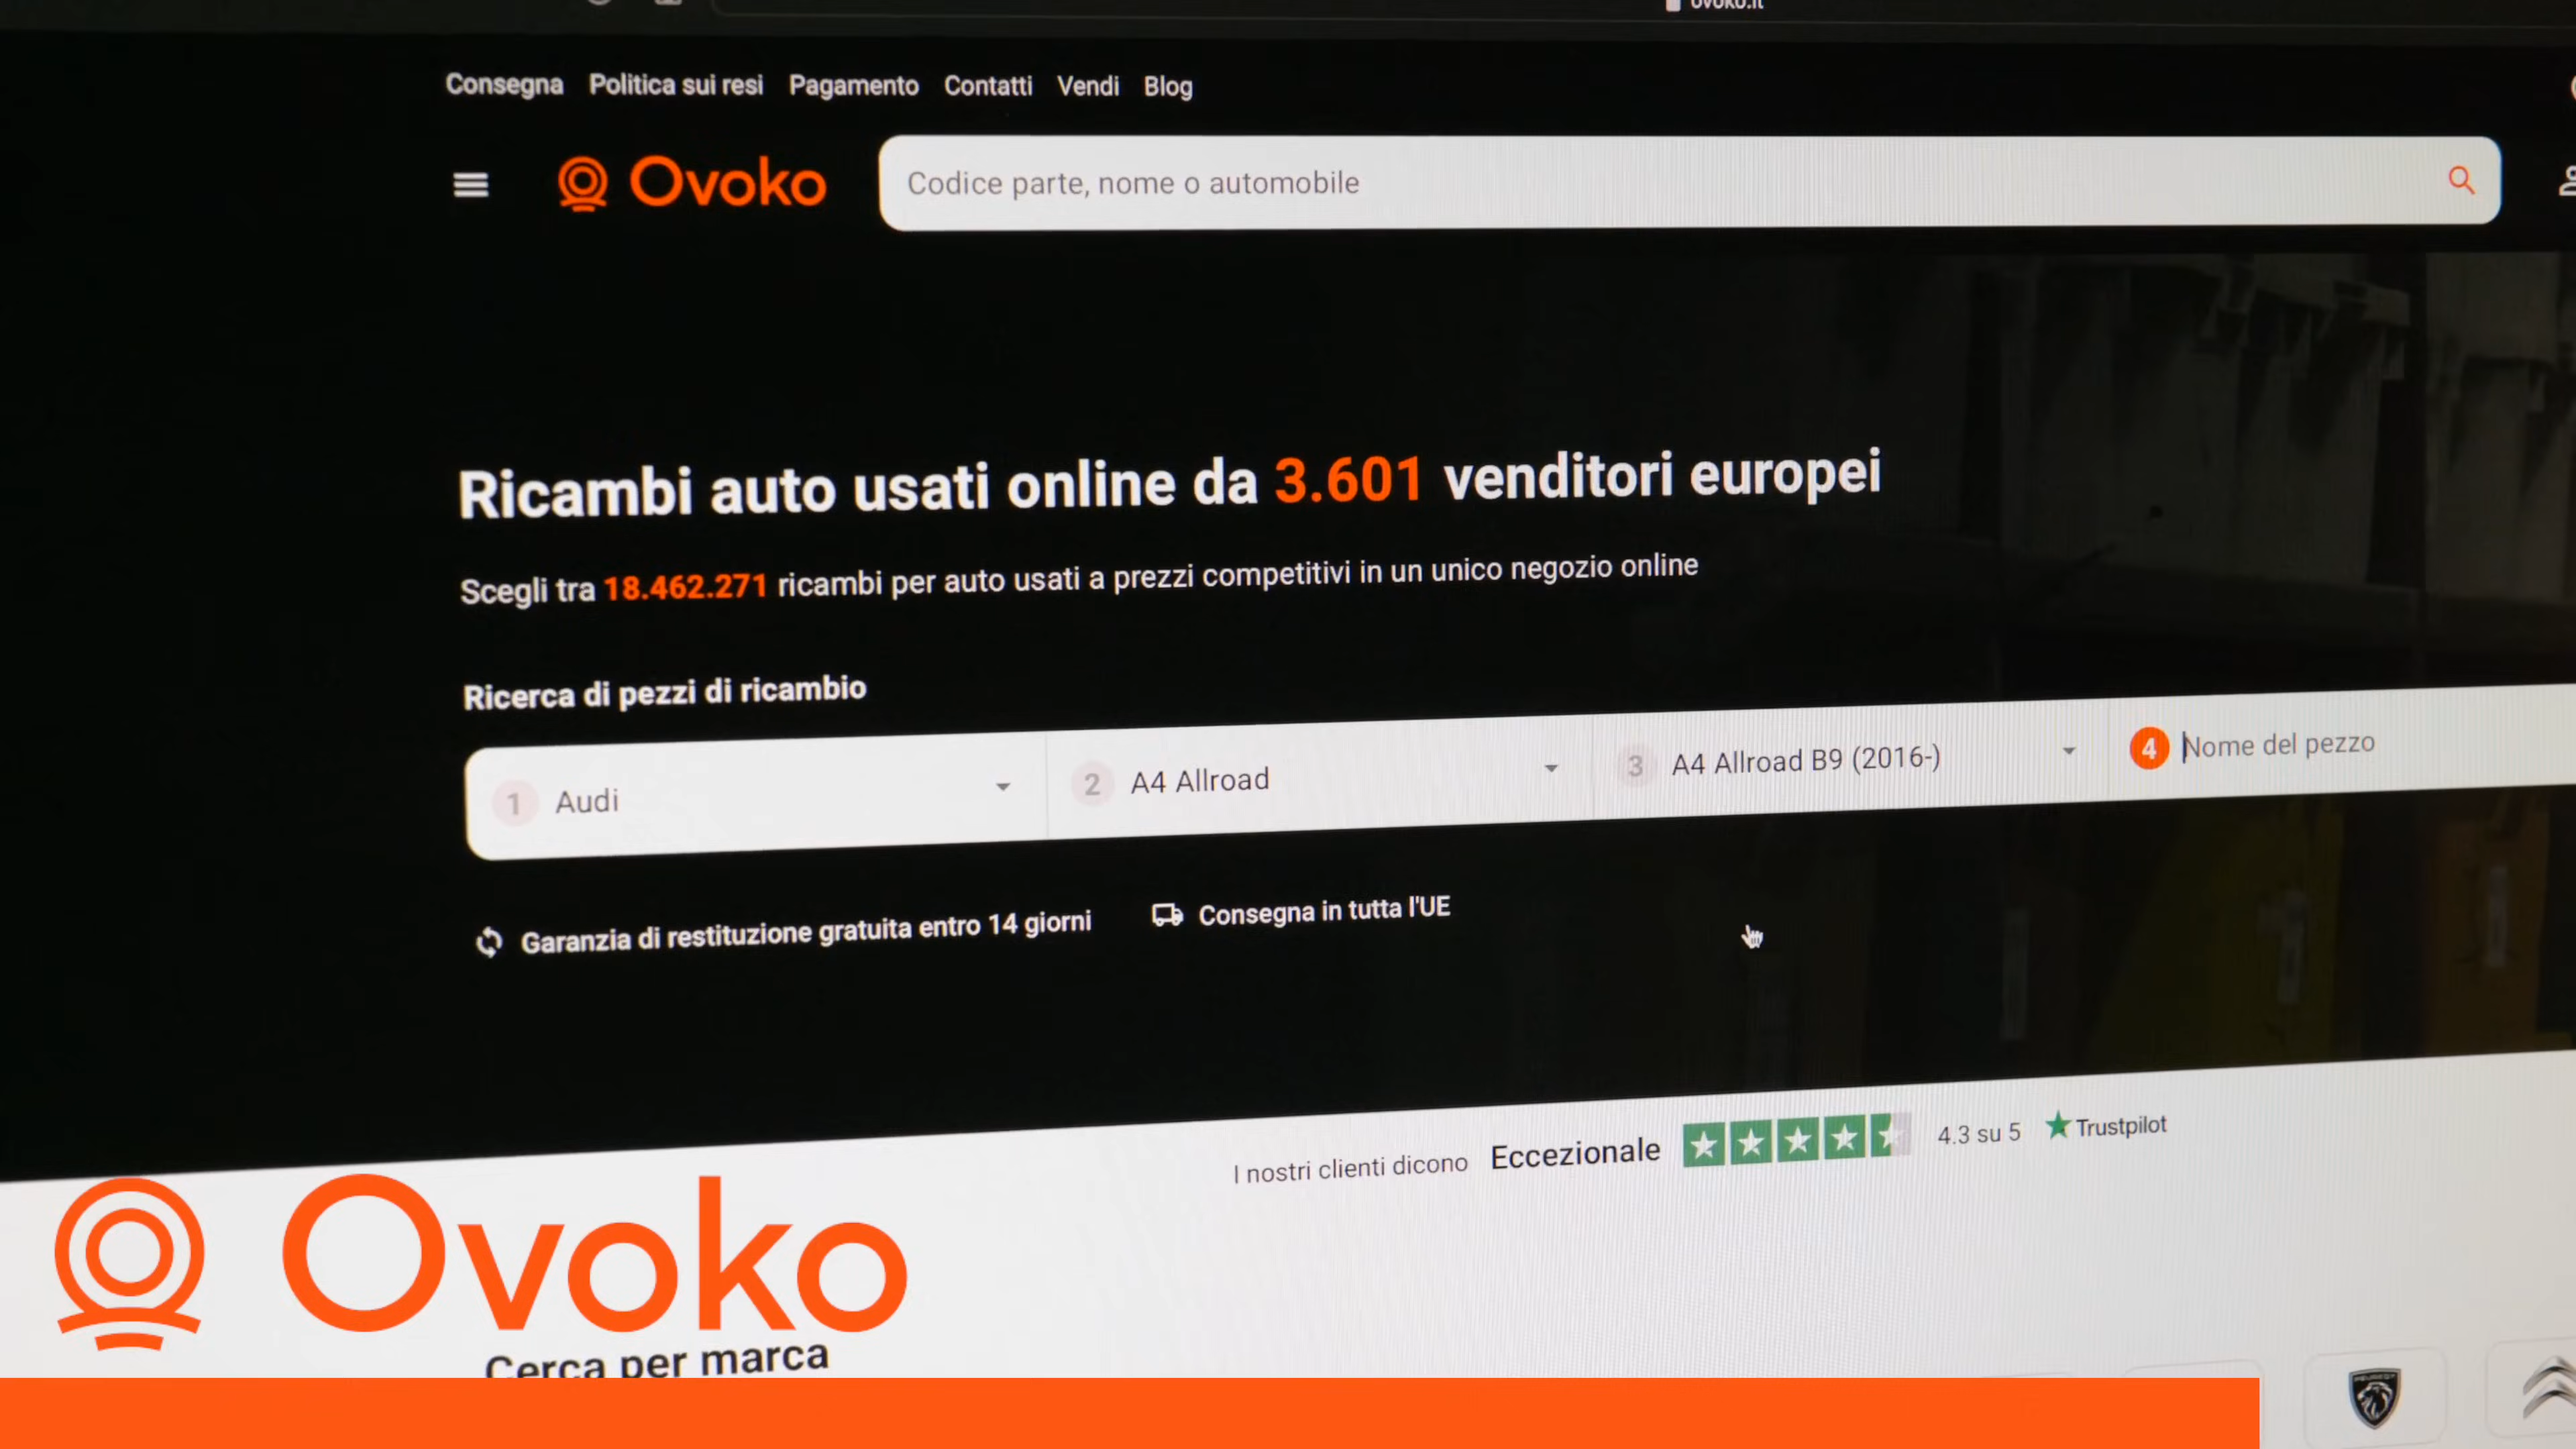 ovoko.it
Consegna Politica sui resi Pagamento Contatti Vendi Blog
Ovoko
Codice parte, nome o automobile
Ricambi auto usati online da 3.601 venditori europei
Scegli tra 18.462.271 ricambi per auto usati a prezzi competitivi in un unico negozio online
Ricerca di pezzi di ricambio
1 Audi 2 A4 Allroad 3 A4 Allroad B9 (2016-) 4 Nome del pezzo
Garanzia di restituzione gratuita entro 14 giorni Consegna in tutta l'UE
I nostri clienti dicono Eccezionale 4.3 su 5 Trustpilot
Ovoko
Cerca per marca